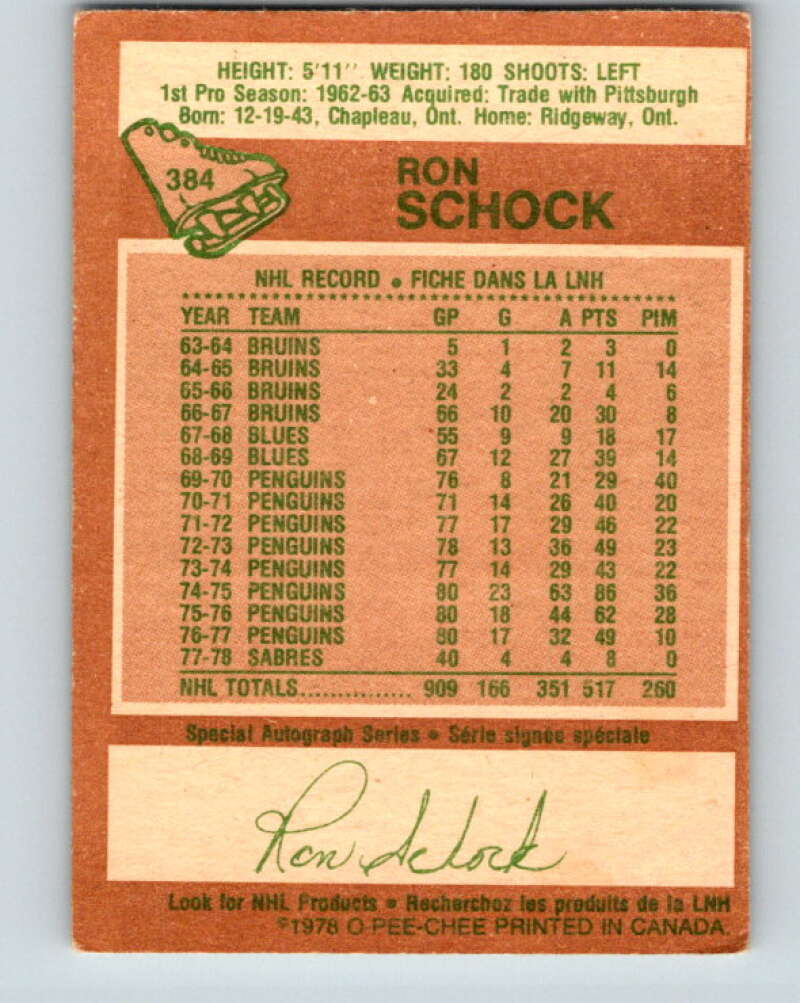 HEIGHT: 5'11'' WEIGHT: 180 SHOOTS: LEFT
1st Pro Season: 1962-63 Acquired: Trade with Pittsburgh
Born: 12-19-43, Chapleau, Ont. Home: Ridgeway, Ont.
384
RON
SCHOCK
NHL RECORD • FICHE DANS LA LNH
YEAR TEAM GP G A PTS PIM
63-64 BRUINS 5 1 2 3 0
64-65 BRUINS 33 4 7 11 14
65-66 BRUINS 24 2 2 4 6
66-67 BRUINS 66 10 20 30 8
67-68 BLUES 55 9 9 18 17
68-69 BLUES 67 12 27 39 14
69-70 PENGUINS 76 8 21 29 40
70-71 PENGUINS 71 14 26 40 20
71-72 PENGUINS 77 17 29 46 22
72-73 PENGUINS 78 13 36 49 23
73-74 PENGUINS 77 14 29 43 22
74-75 PENGUINS 80 23 63 86 36
75-76 PENGUINS 80 18 44 62 28
76-77 PENGUINS 80 17 32 49 10
77-78 SABRES 40 4 4 8 0
NHL TOTALS............... 909 166 351 517 260
Special Autograph Series • Série signée spéciale
Ron Schock
Look for NHL Products • Recherchez les produits de la LNH
©1978 O PEE-CHEE PRINTED IN CANADA.